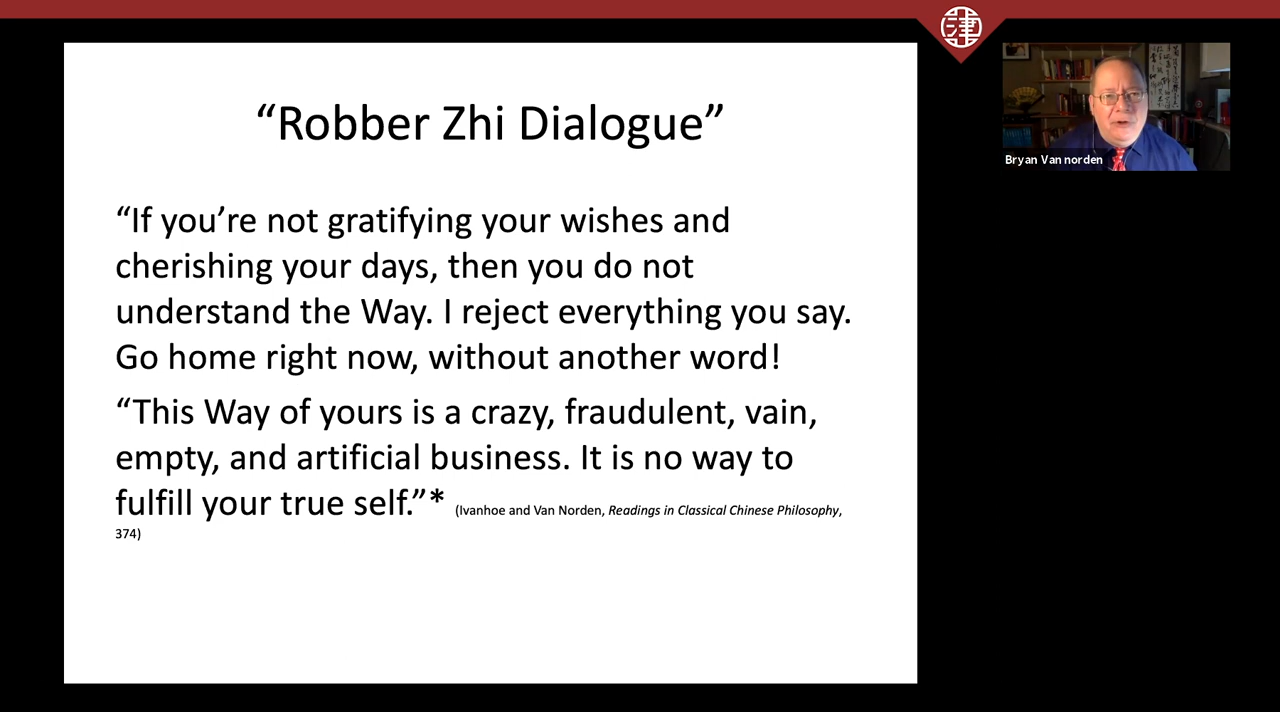 “Robber Zhi Dialogue”
“If you’re not gratifying your wishes and
cherishing your days, then you do not
understand the Way. I reject everything you say.
Go home right now, without another word!
“This Way of yours is a crazy, fraudulent, vain,
empty, and artificial business. It is no way to
fulfill your true self.”* (Ivanhoe and Van Norden, Readings in Classical Chinese Philosophy,
374)
Bryan Van norden